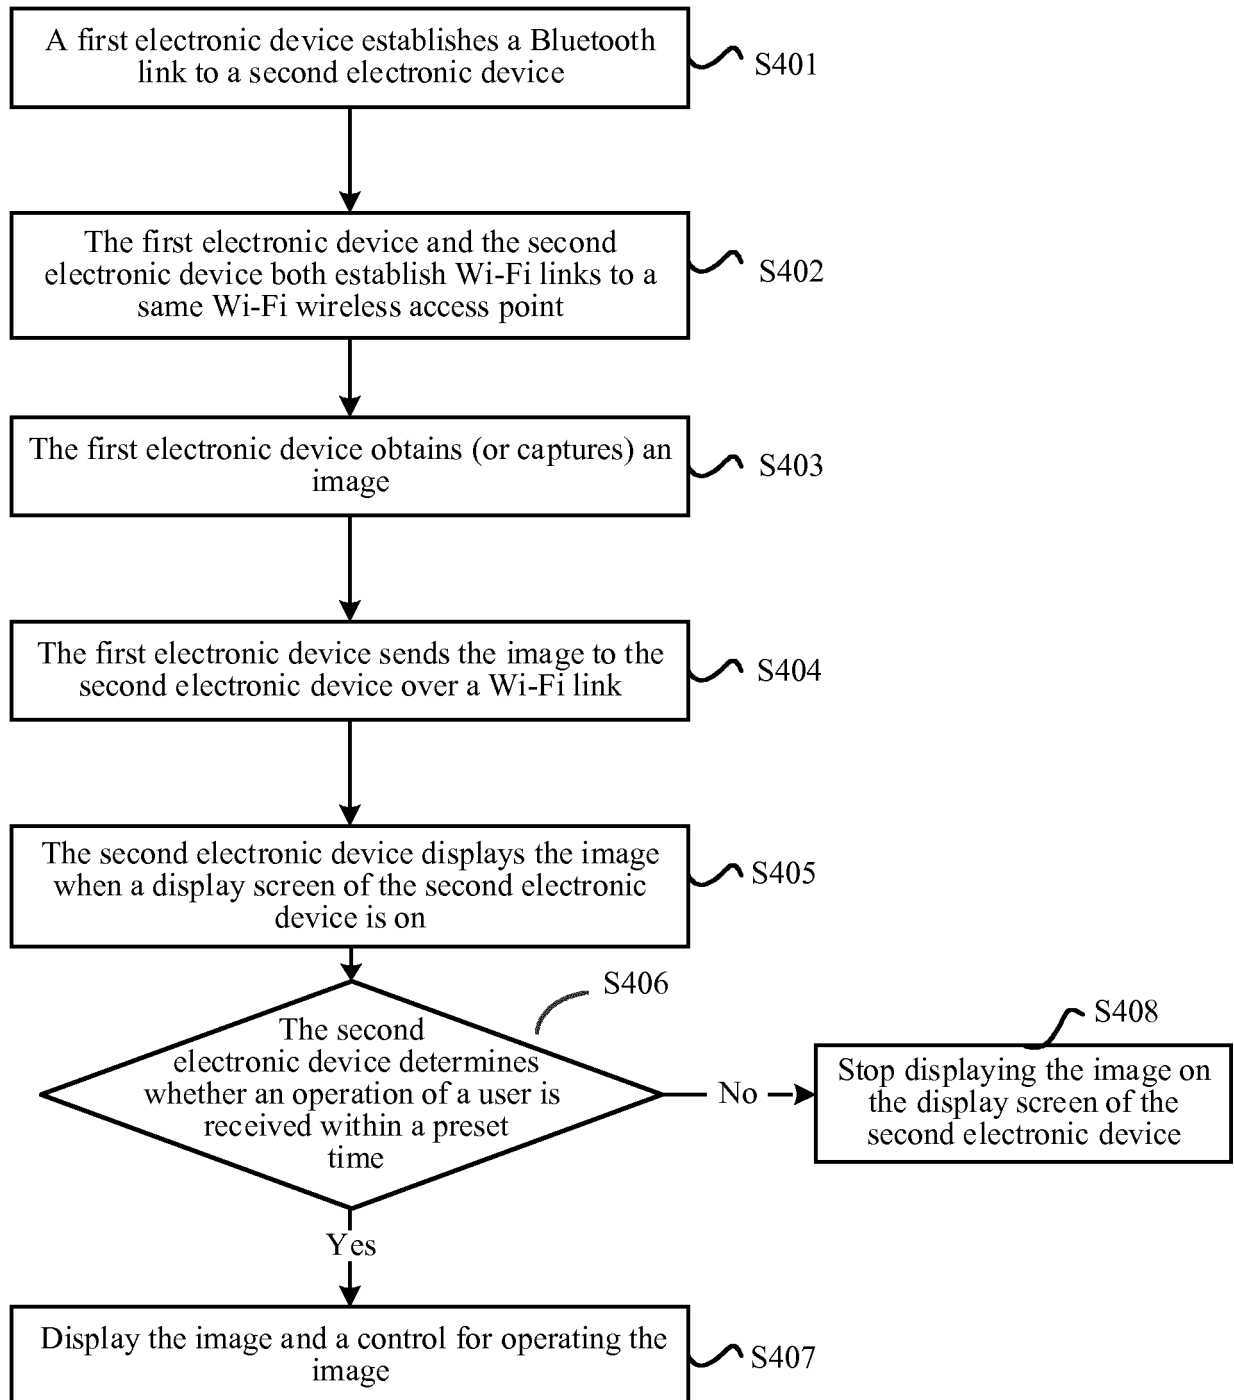 A first electronic device establishes a Bluetooth
link to a second electronic device
S401
The first electronic device and the second
electronic device both establish Wi-Fi links to a
same Wi-Fi wireless access point
S402
The first electronic device obtains (or captures) an
image
S403
The first electronic device sends the image to the
second electronic device over a Wi-Fi link
S404
The second electronic device displays the image
when a display screen of the second electronic
device is on
S405
S406
The second
electronic device determines
whether an operation of a user is
received within a preset
time
No
S408
Stop displaying the image on
the display screen of the
second electronic device
Yes
Display the image and a control for operating the
image
S407